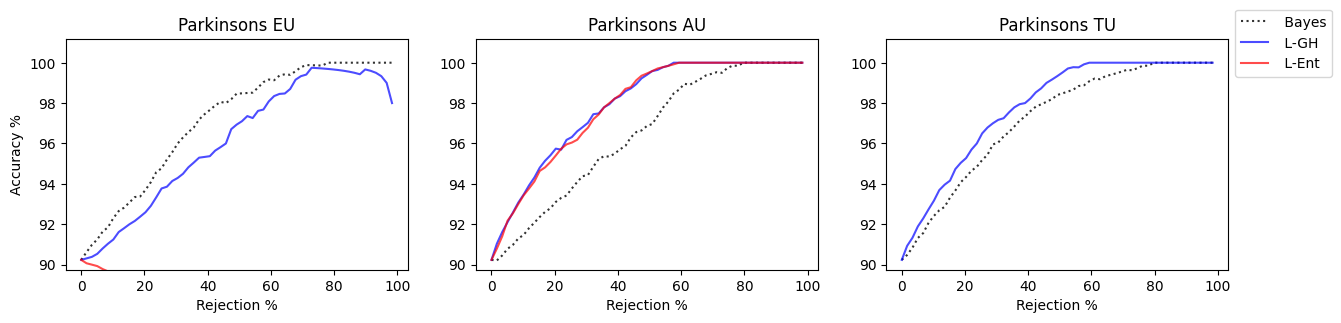 Parkinsons EU
Accuracy %
100
98
96
94
92
90
0 20 40 60 80 100
Rejection %
Parkinsons AU
100
98
96
94
92
90
0 20 40 60 80 100
Rejection %
Parkinsons TU
100
98
96
94
92
90
0 20 40 60 80 100
Rejection %
Bayes
L-GH
L-Ent